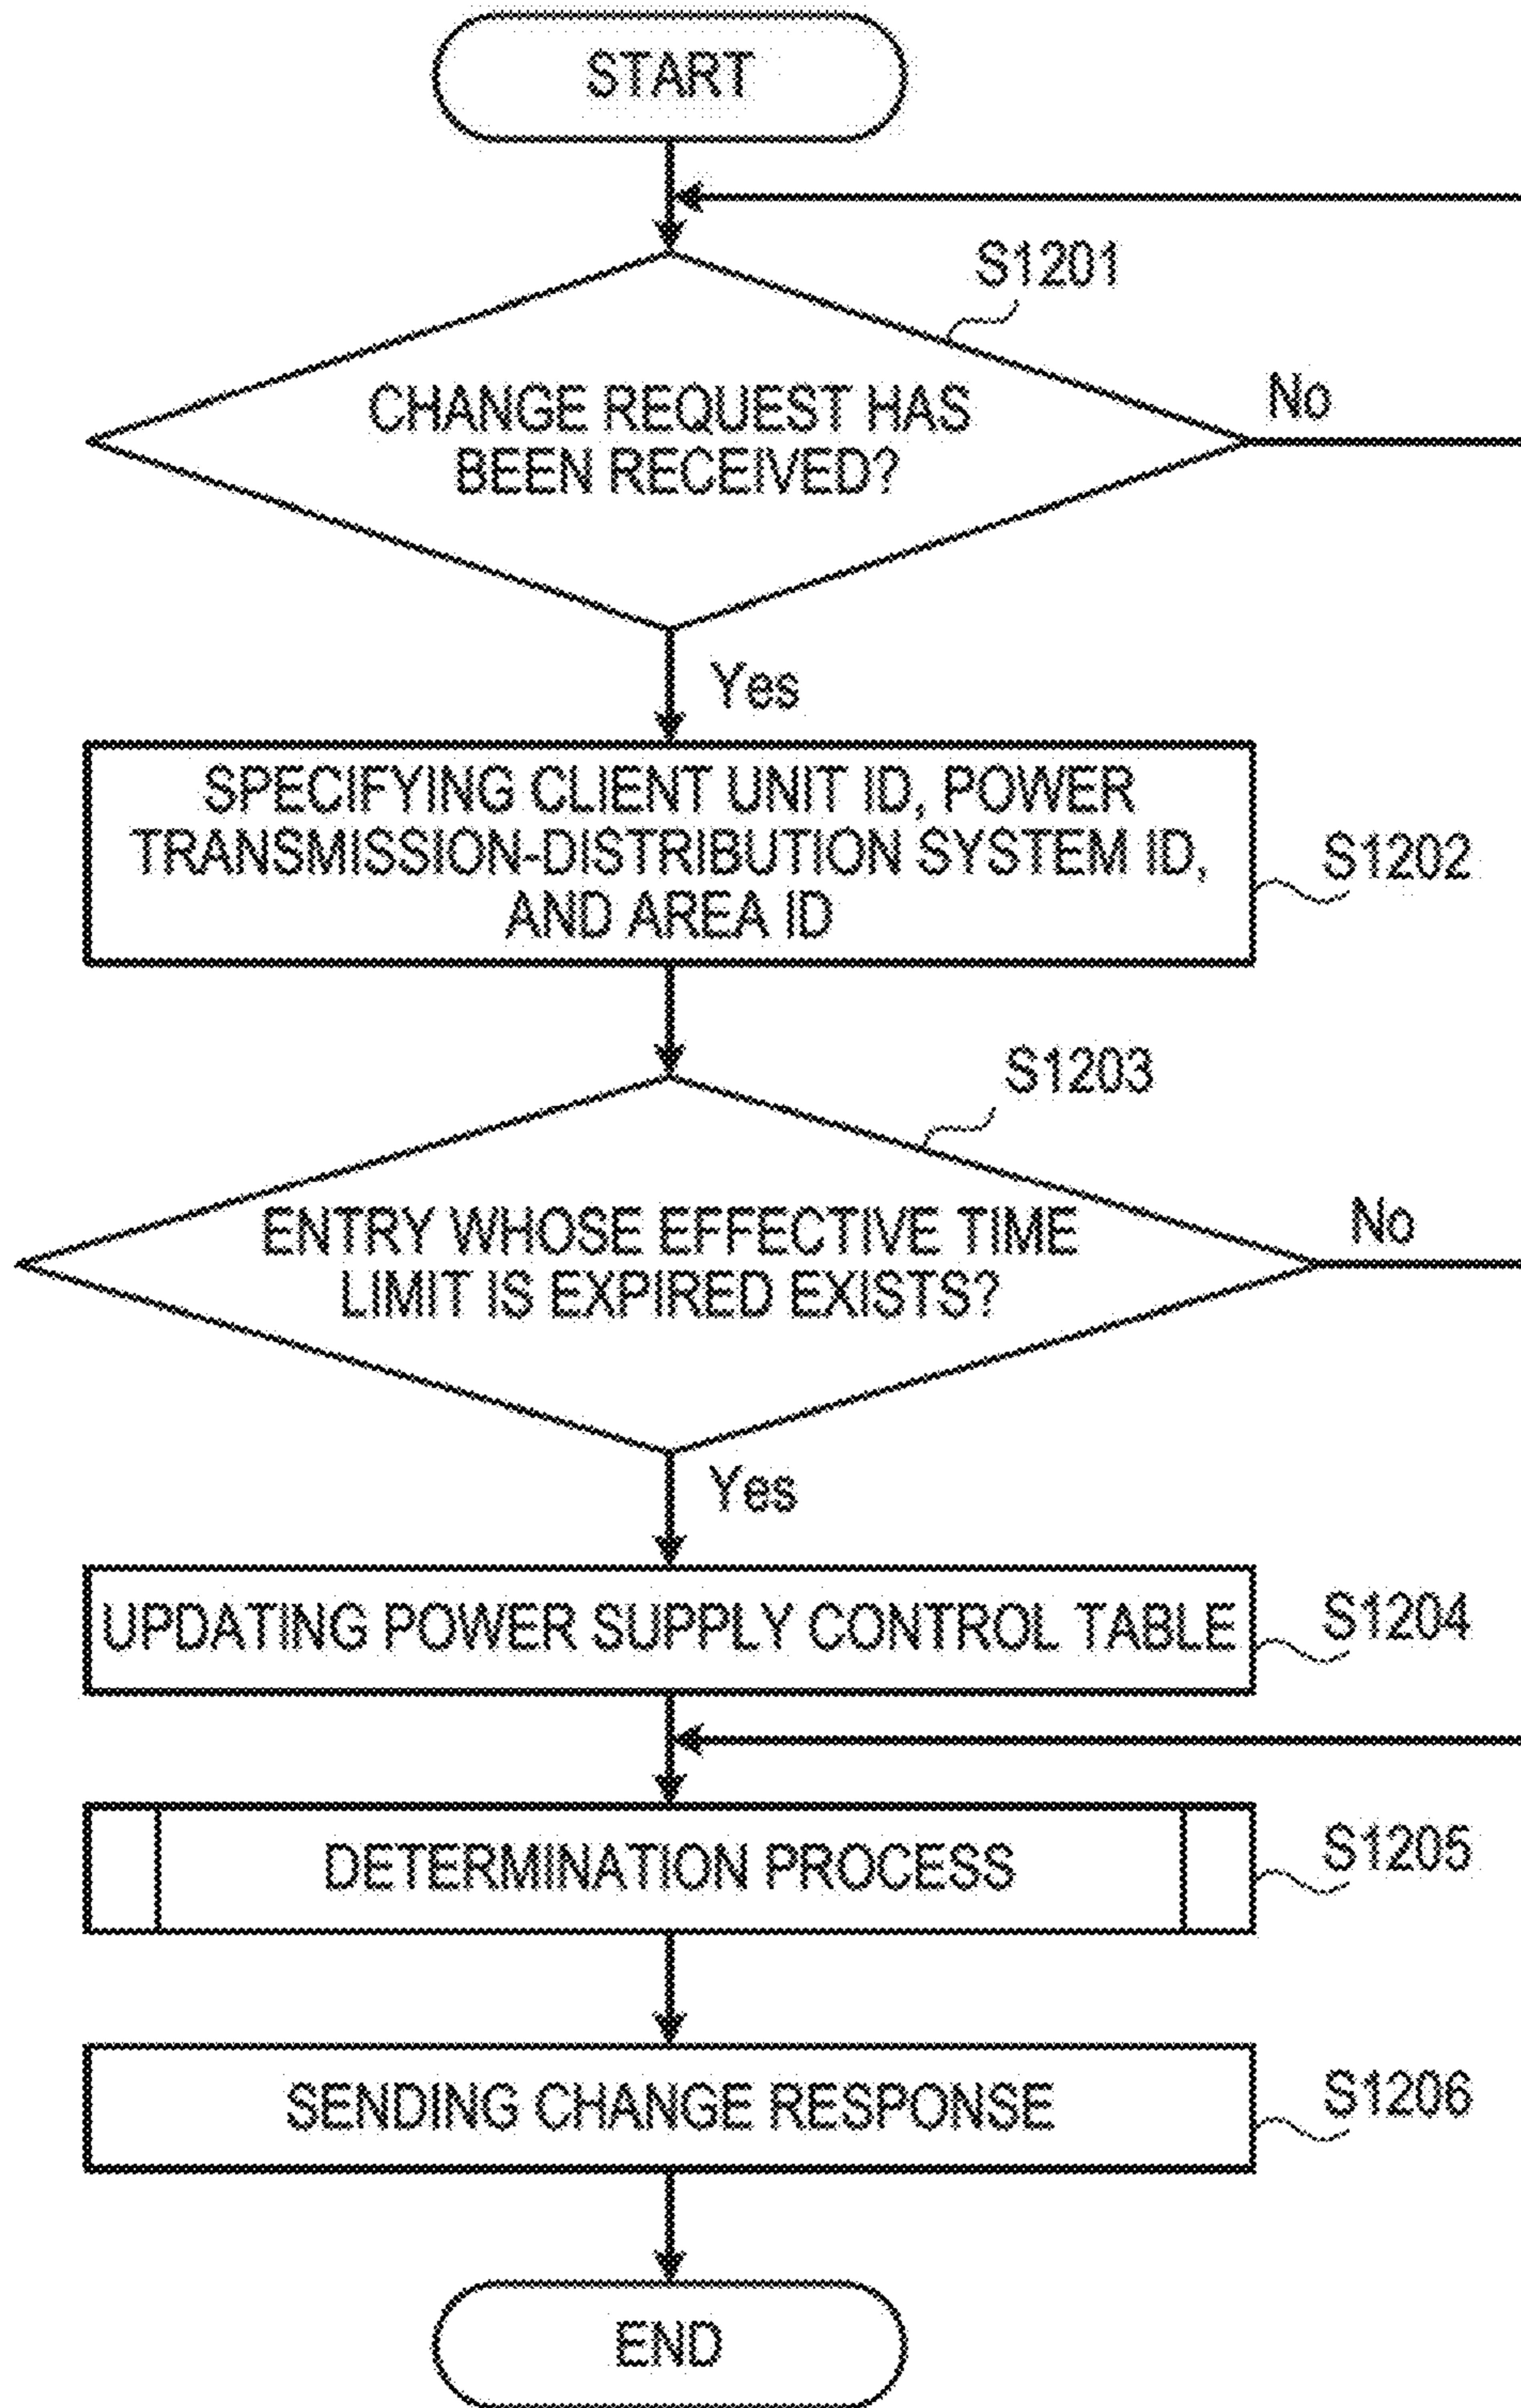 START
S1201
CHANGE REQUEST HAS
BEEN RECEIVED?
No
Yes
SPECIFYING CLIENT UNIT ID, POWER
TRANSMISSION-DISTRIBUTION SYSTEM ID,
AND AREA ID
S1202
S1203
ENTRY WHOSE EFFECTIVE TIME
LIMIT IS EXPIRED EXISTS?
No
Yes
UPDATING POWER SUPPLY CONTROL TABLE
S1204
DETERMINATION PROCESS
S1205
SENDING CHANGE RESPONSE
S1206
END